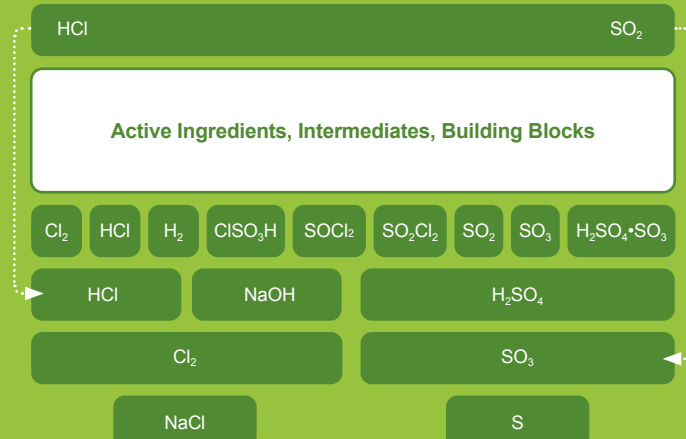 HCl SO₂
Active Ingredients, Intermediates, Building Blocks
Cl₂ HCl H₂ ClSO₃H SOCl₂ SO₂Cl₂ SO₂ SO₃ H₂SO₄•SO₃
HCl NaOH H₂SO₄
Cl₂ SO₃
NaCl S